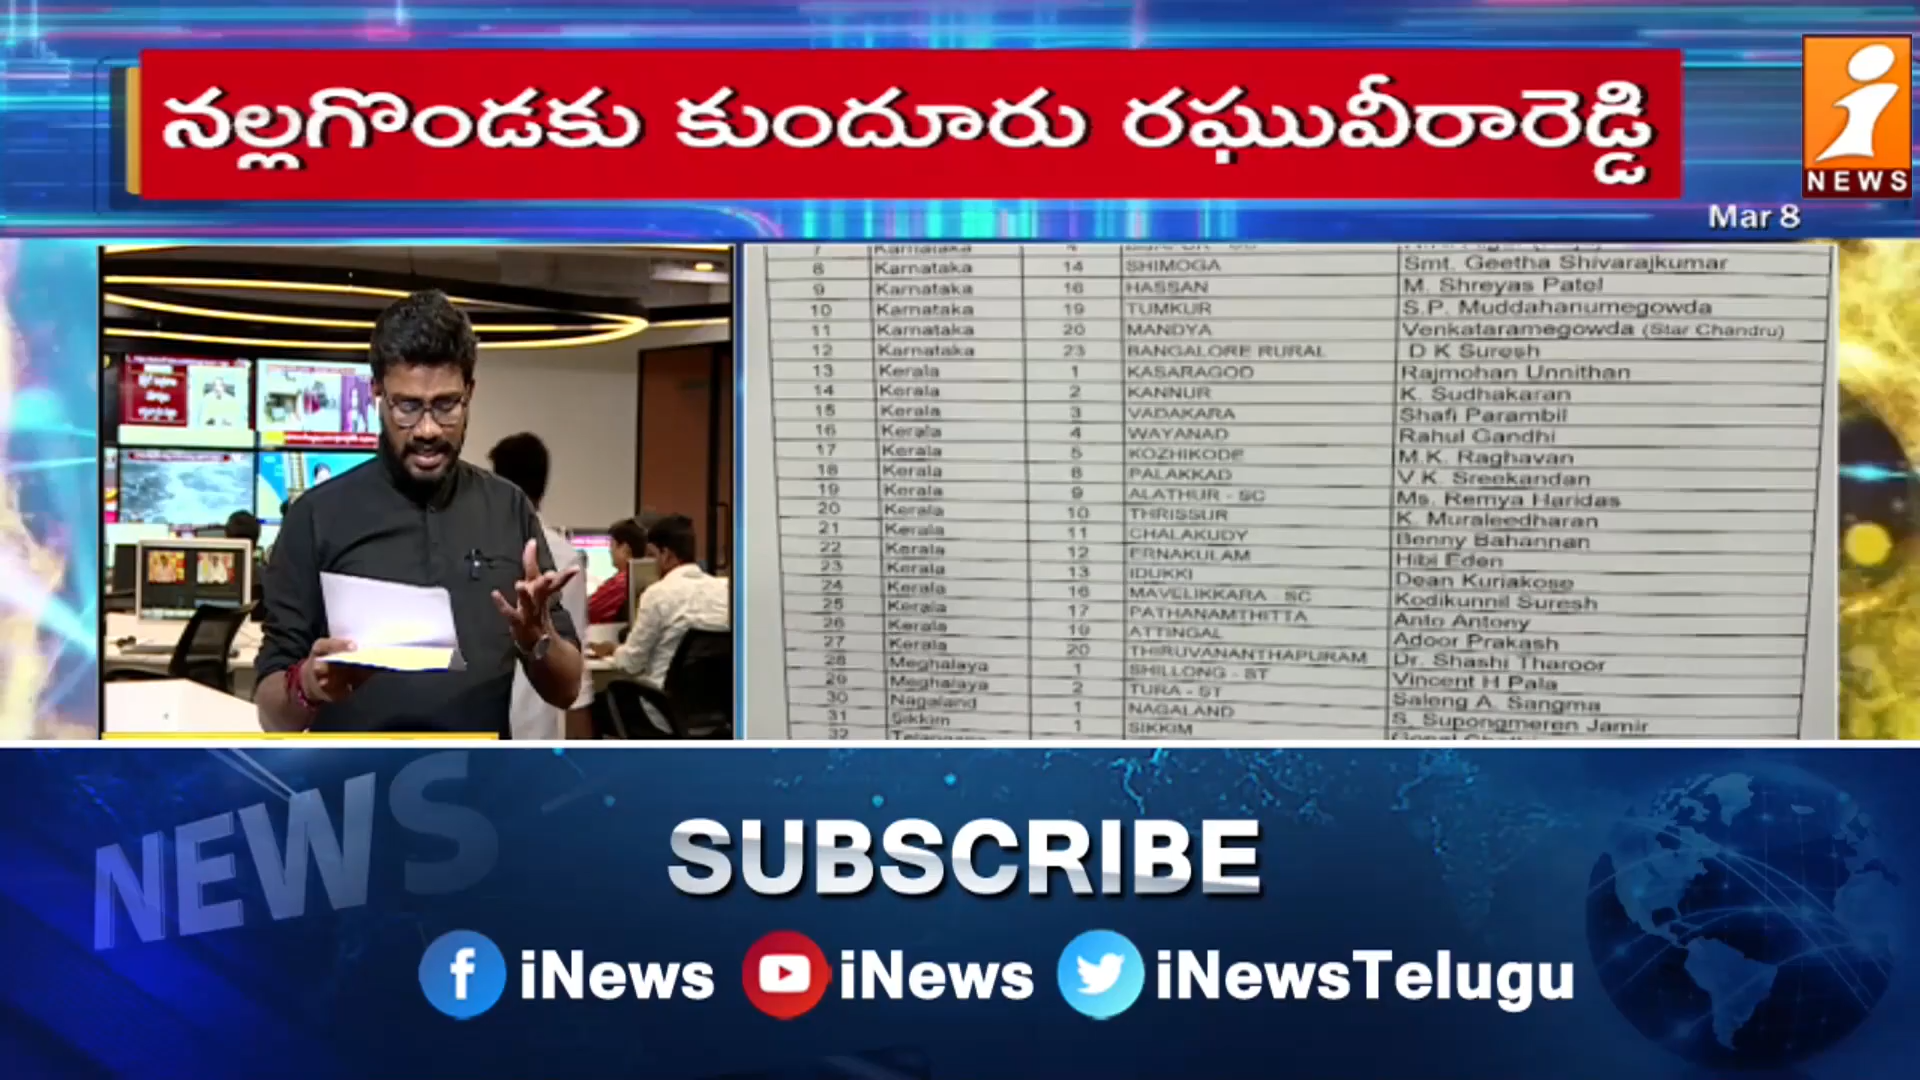 నల్లగొండకు కుందూరు రఘువీరారెడ్డి
i
NEWS
Mar 8
7 Karnataka 4
8 Karnataka 14 SHIMOGA Smt. Geetha Shivarajkumar
9 Karnataka 16 HASSAN M. Shreyas Patel
10 Karnataka 19 TUMKUR S.P. Muddahanumegowda
11 Karnataka 20 MANDYA Venkataramegowda (Star Chandru)
12 Karnataka 23 BANGALORE RURAL D K Suresh
13 Kerala 1 KASARAGOD Rajmohan Unnithan
14 Kerala 2 KANNUR K. Sudhakaran
15 Kerala 3 VADAKARA Shafi Parambil
16 Kerala 4 WAYANAD Rahul Gandhi
17 Kerala 5 KOZHIKODE M.K. Raghavan
18 Kerala 8 PALAKKAD V.K. Sreekandan
19 Kerala 9 ALATHUR - SC Ms. Remya Haridas
20 Kerala 10 THRISSUR K. Muraleedharan
21 Kerala 11 CHALAKUDY Benny Bahannan
22 Kerala 12 ERNAKULAM Hibi Eden
23 Kerala 13 IDUKKI Dean Kuriakose
24 Kerala 16 MAVELIKKARA - SC Kodikunnil Suresh
25 Kerala 17 PATHANAMTHITTA Anto Antony
26 Kerala 19 ATTINGAL Adoor Prakash
27 Kerala 20 THIRUVANANTHAPURAM Dr. Shashi Tharoor
28 Meghalaya 1 SHILLONG - ST Vincent H Pala
29 Meghalaya 2 TURA - ST Saleng A. Sangma
30 Nagaland 1 NAGALAND S. Supongmeren Jamir
31 Sikkim 1 SIKKIM
32
NEWS
SUBSCRIBE
f iNews iNews iNewsTelugu